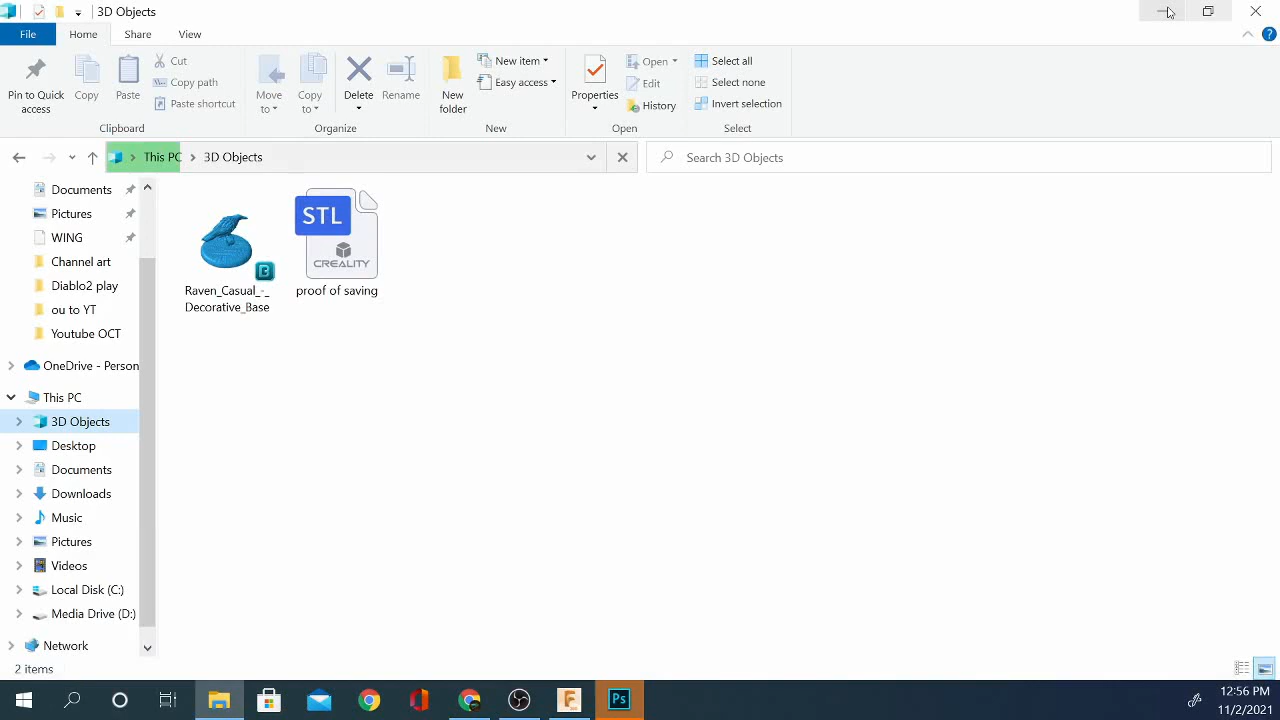 3D Objects
File
Home
Share
View
Pin to Quick
access
Copy
Paste
Cut
Copy path
Paste shortcut
Clipboard
Move
to
Copy
to
Delete
Rename
Organize
New
folder
New item
Easy access
New
Properties
Open
Edit
History
Open
Select all
Select none
Invert selection
Select
This PC
3D Objects
Search 3D Objects
Documents
Pictures
WING
Channel art
Diablo2 play
ou to YT
Youtube OCT
OneDrive - Person
This PC
3D Objects
Desktop
Documents
Downloads
Music
Pictures
Videos
Local Disk (C:)
Media Drive (D:)
Network
STL
CREALITY
Raven_Casual_-_
Decorative_Base
proof of saving
2 items
Ps
12:56 PM
11/2/2021